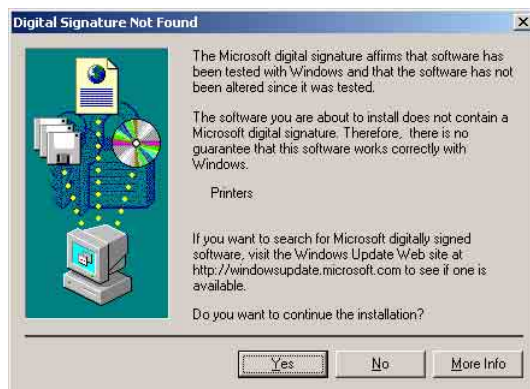 Digital Signature Not Found
The Microsoft digital signature affirms that software has
been tested with Windows and that the software has not
been altered since it was tested.
The software you are about to install does not contain a
Microsoft digital signature. Therefore, there is no
guarantee that this software works correctly with
Windows.
Printers
If you want to search for Microsoft digitally signed
software, visit the Windows Update Web site at
http://windowsupdate.microsoft.com to see if one is
available.
Do you want to continue the installation?
Yes No More Info